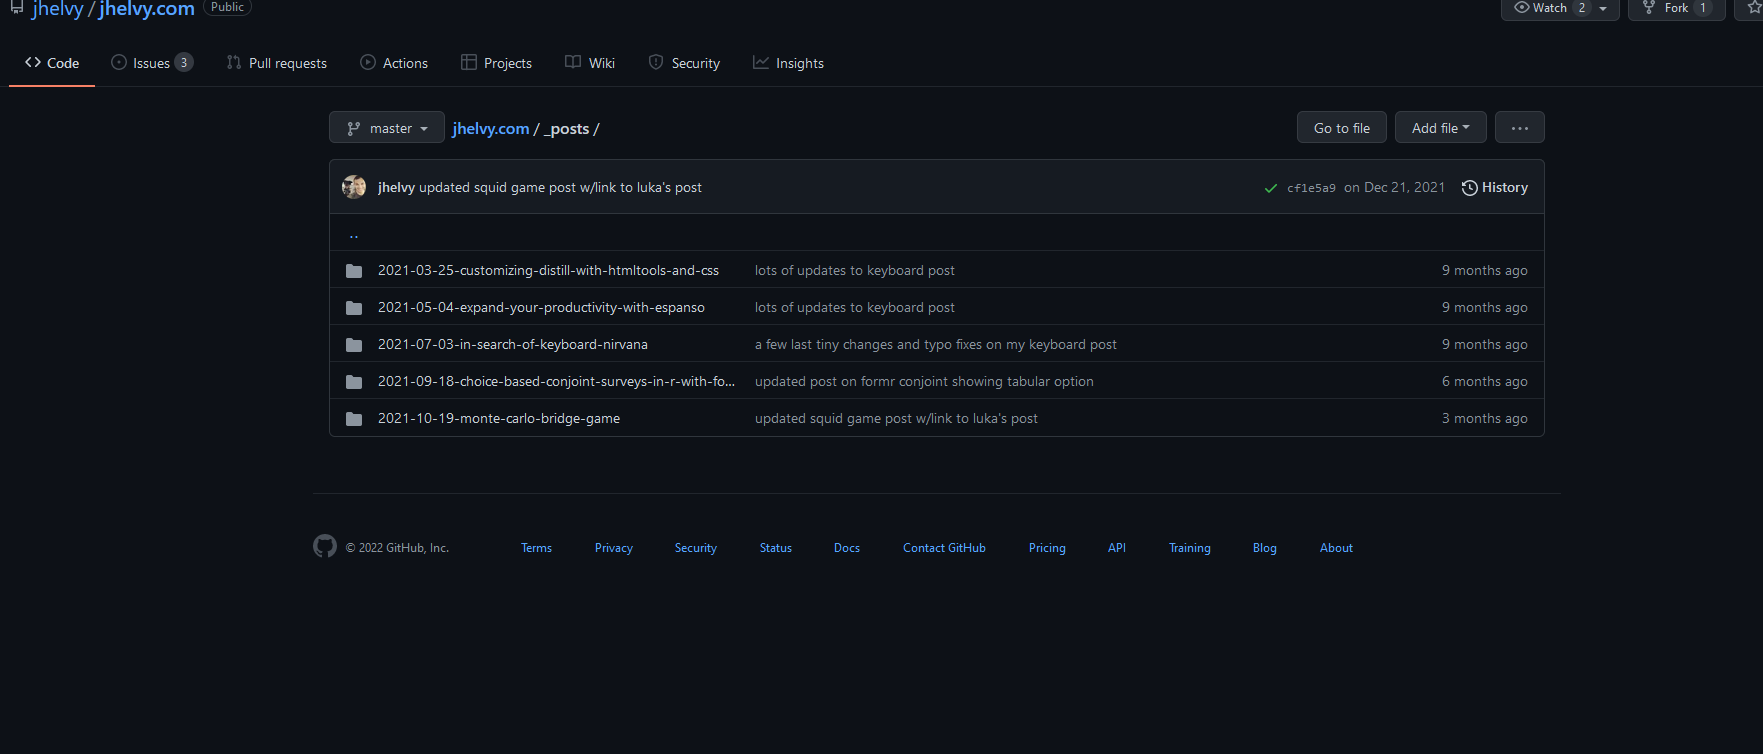 jhelvy / jhelvy.com Public Watch 2 Fork 1
Code Issues 3 Pull requests Actions Projects Wiki Security Insights
master jhelvy.com / _posts / Go to file Add file ...
jhelvy updated squid game post w/link to luka's post cf1e5a9 on Dec 21, 2021 History
..
2021-03-25-customizing-distill-with-htmltools-and-css lots of updates to keyboard post 9 months ago
2021-05-04-expand-your-productivity-with-espanso lots of updates to keyboard post 9 months ago
2021-07-03-in-search-of-keyboard-nirvana a few last tiny changes and typo fixes on my keyboard post 9 months ago
2021-09-18-choice-based-conjoint-surveys-in-r-with-fo... updated post on formr conjoint showing tabular option 6 months ago
2021-10-19-monte-carlo-bridge-game updated squid game post w/link to luka's post 3 months ago
© 2022 GitHub, Inc. Terms Privacy Security Status Docs Contact GitHub Pricing API Training Blog About